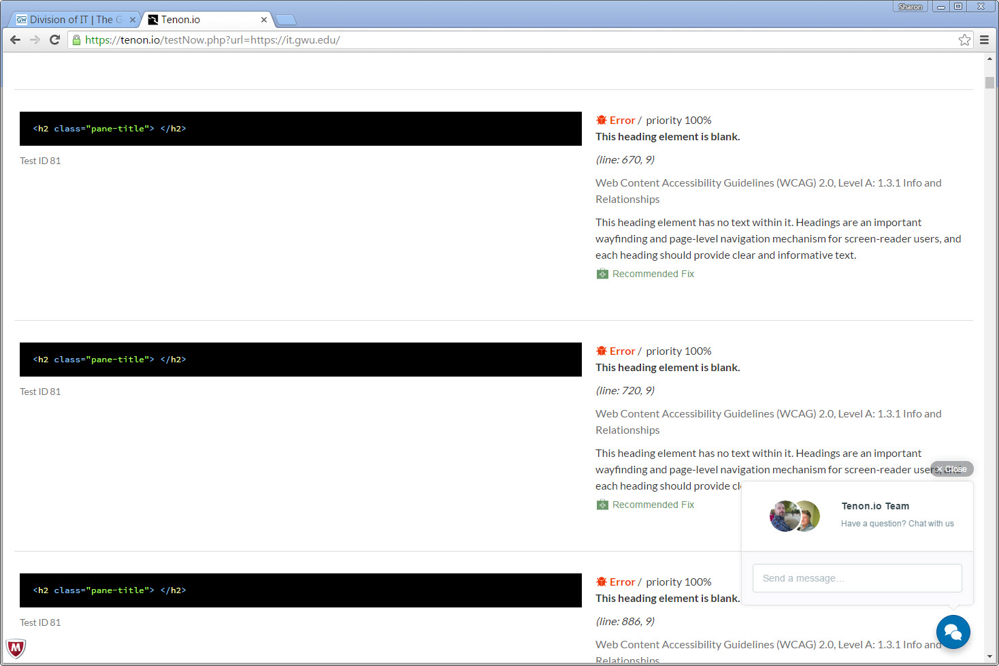 Sharon
GW Division of IT | The G
Tenon.io
https://tenon.io/testNow.php?url=https://it.gwu.edu/
<h2 class="pane-title"> </h2>
Test ID 81
Error / priority 100%
This heading element is blank.
(line: 670, 9)
Web Content Accessibility Guidelines (WCAG) 2.0, Level A: 1.3.1 Info and
Relationships
This heading element has no text within it. Headings are an important
wayfinding and page-level navigation mechanism for screen-reader users, and
each heading should provide clear and informative text.
Recommended Fix
<h2 class="pane-title"> </h2>
Test ID 81
Error / priority 100%
This heading element is blank.
(line: 720, 9)
Web Content Accessibility Guidelines (WCAG) 2.0, Level A: 1.3.1 Info and
Relationships
This heading element has no text within it. Headings are an important
wayfinding and page-level navigation mechanism for screen-reader users, and
each heading should provide cl
Recommended Fix
× Close
Tenon.io Team
Have a question? Chat with us
Send a message...
<h2 class="pane-title"> </h2>
Test ID 81
Error / priority 100%
This heading element is blank.
(line: 886, 9)
Web Content Accessibility Guidelines (WCAG) 2.0, Level A: 1.3.1 Info and
Relationships
M